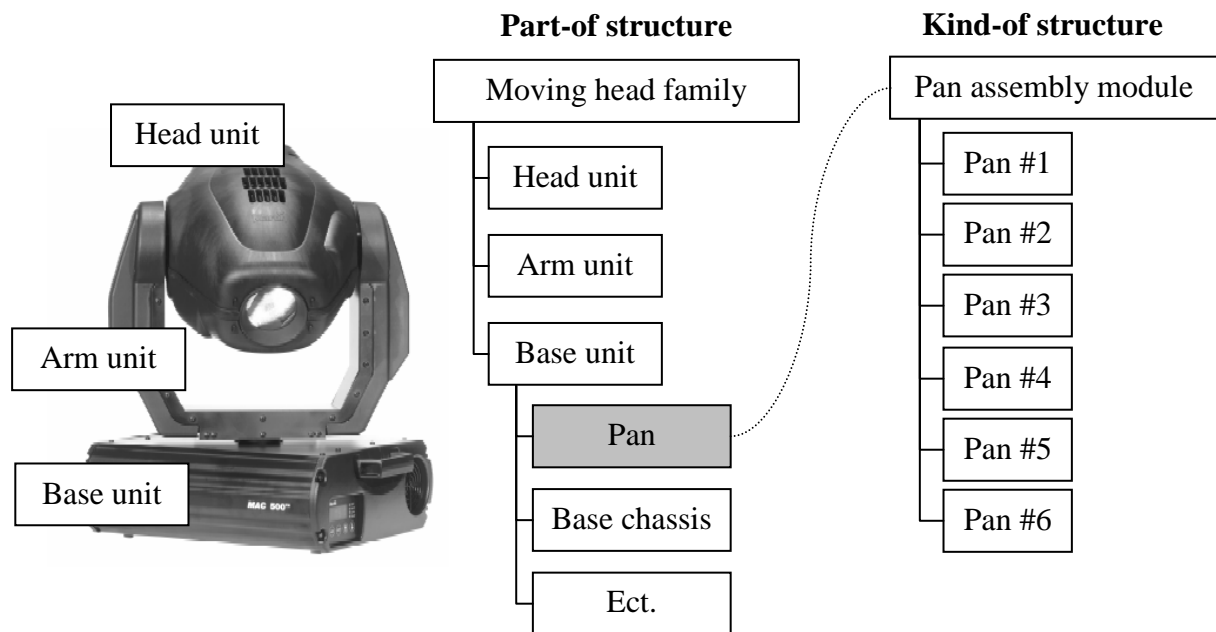 Part-of structure
Kind-of structure
Moving head family
Pan assembly module
Head unit
Head unit
Arm unit
Base unit
Pan
Base chassis
Ect.
Arm unit
Base unit
MAC 500
Pan #1
Pan #2
Pan #3
Pan #4
Pan #5
Pan #6